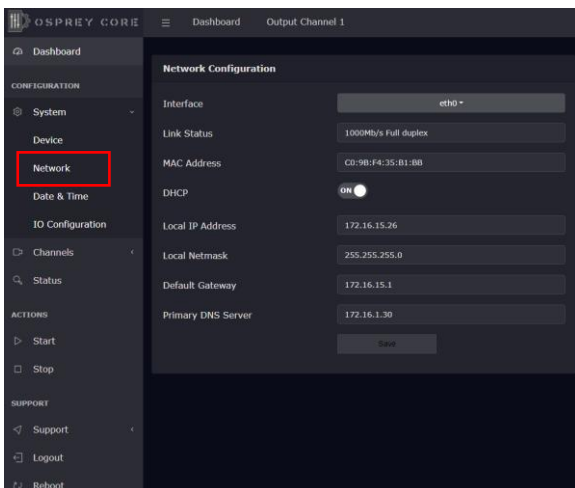 OSPREY CORE
Dashboard
Output Channel 1
Dashboard
CONFIGURATION
System
Device
Network
Date & Time
IO Configuration
Channels
Status
ACTIONS
Start
Stop
SUPPORT
Support
Logout
Reboot
Network Configuration
Interface
eth0
Link Status
1000Mb/s Full duplex
MAC Address
C0:9B:F4:35:B1:BB
DHCP
ON
Local IP Address
172.16.15.26
Local Netmask
255.255.255.0
Default Gateway
172.16.15.1
Primary DNS Server
172.16.1.30
Save